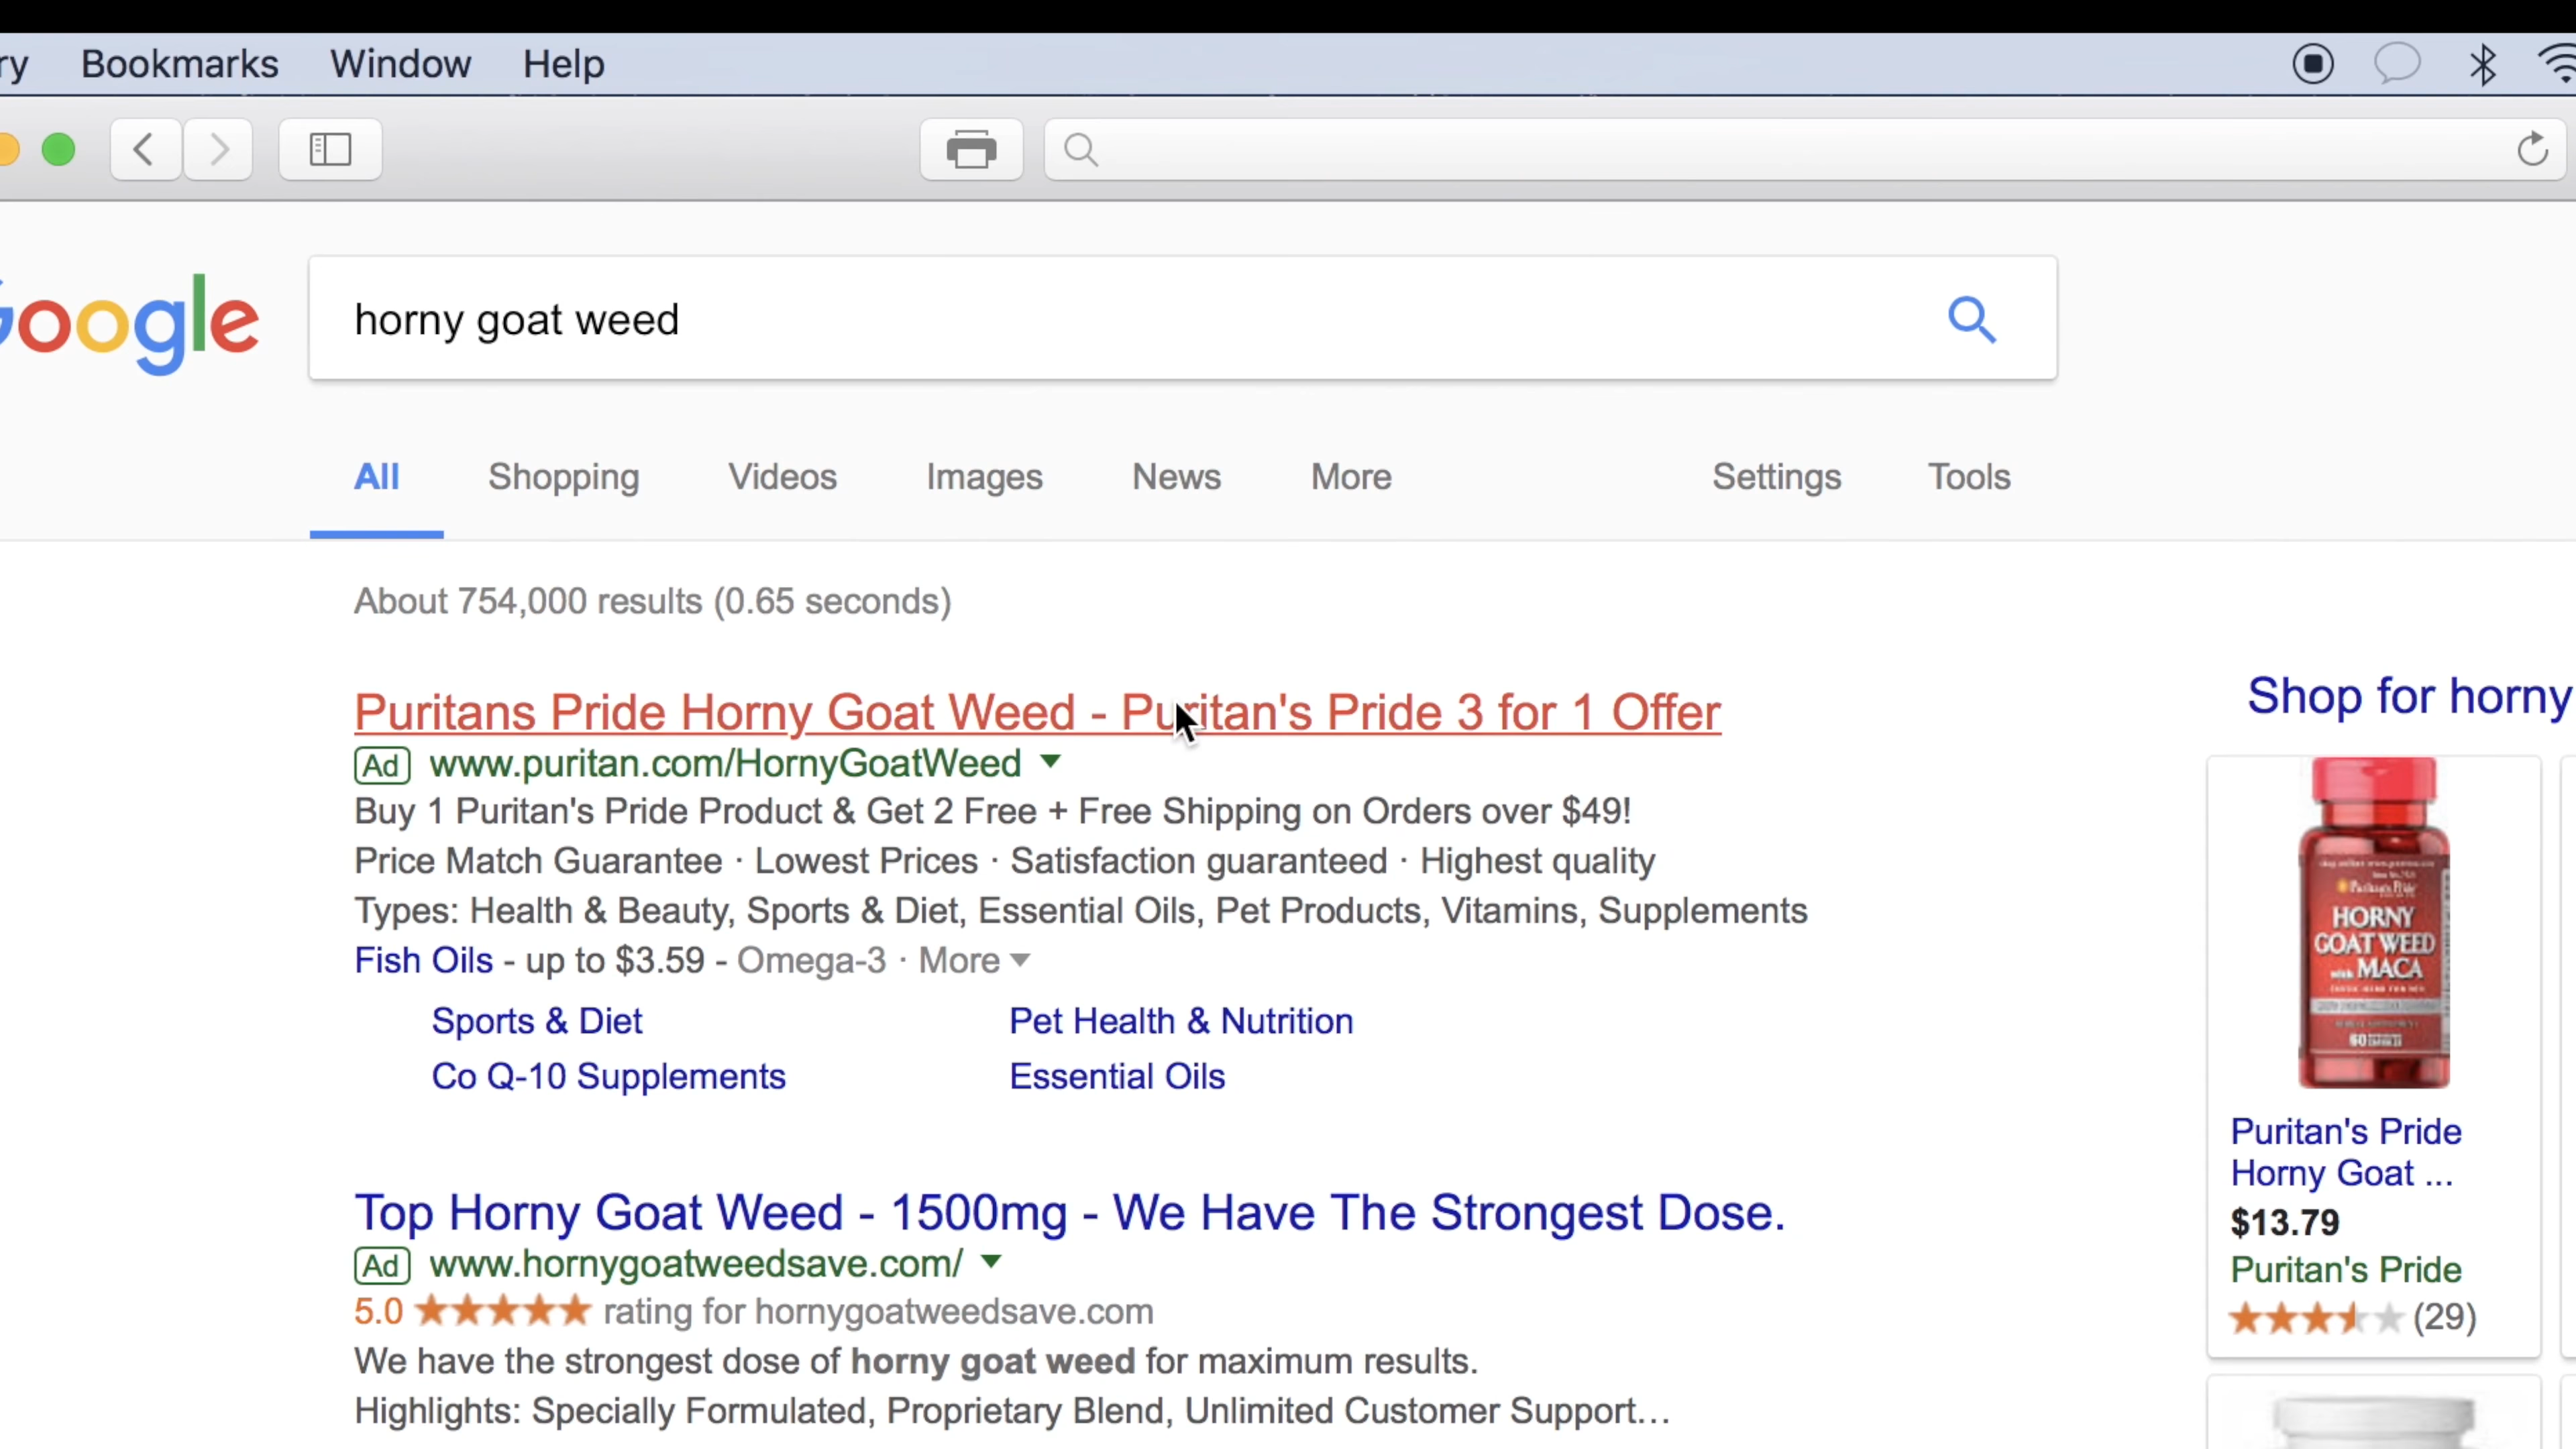 Bookmarks Window Help
Google
horny goat weed
All Shopping Videos Images News More Settings Tools
About 754,000 results (0.65 seconds)
Puritans Pride Horny Goat Weed - Puritan's Pride 3 for 1 Offer
Ad www.puritan.com/HornyGoatWeed
Buy 1 Puritan's Pride Product & Get 2 Free + Free Shipping on Orders over $49!
Price Match Guarantee · Lowest Prices · Satisfaction guaranteed · Highest quality
Types: Health & Beauty, Sports & Diet, Essential Oils, Pet Products, Vitamins, Supplements
Fish Oils - up to $3.59 - Omega-3 · More
Sports & Diet Pet Health & Nutrition
Co Q-10 Supplements Essential Oils
Top Horny Goat Weed - 1500mg - We Have The Strongest Dose.
Ad www.hornygoatweedsave.com/
5.0 rating for hornygoatweedsave.com
We have the strongest dose of horny goat weed for maximum results.
Highlights: Specially Formulated, Proprietary Blend, Unlimited Customer Support...
Shop for horny
Puritan's Pride
HORNY
GOAT WEED
with MACA
60
Puritan's Pride
Horny Goat ...
$13.79
Puritan's Pride
(29)